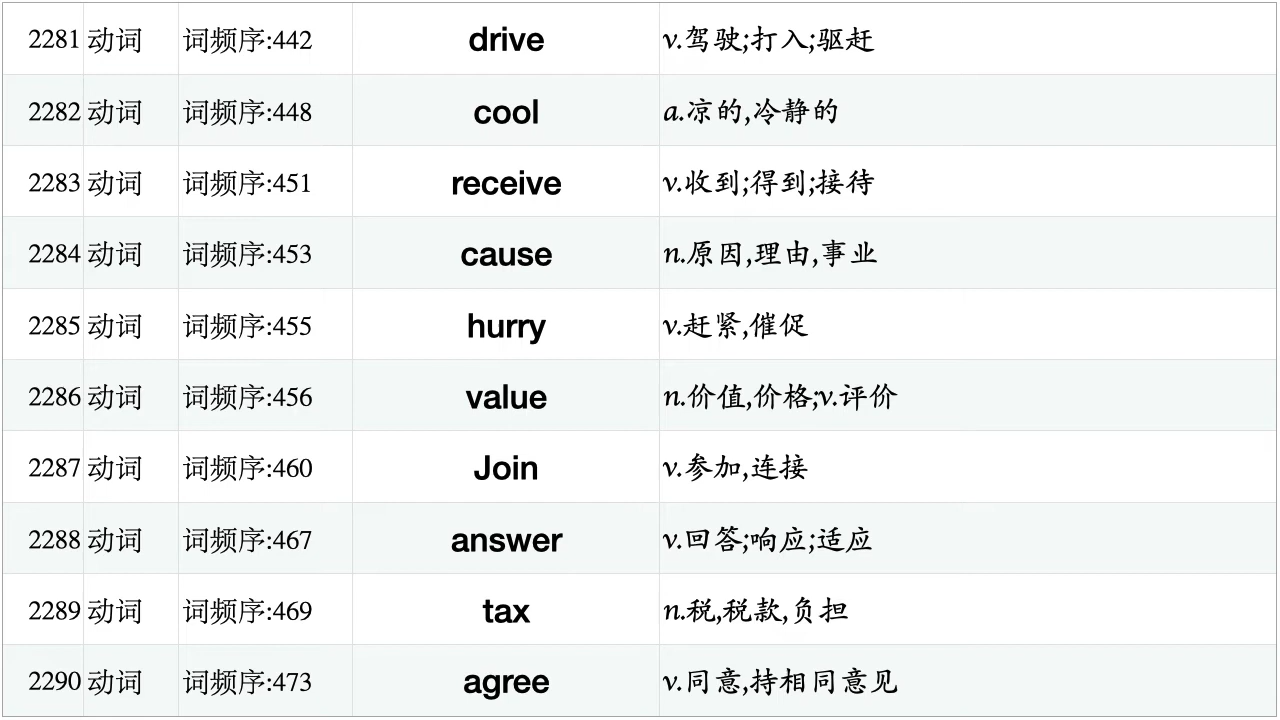 2281 动词 词频序:442 drive v.驾驶;打入;驱赶
2282 动词 词频序:448 cool a.凉的,冷静的
2283 动词 词频序:451 receive v.收到;得到;接待
2284 动词 词频序:453 cause n.原因,理由,事业
2285 动词 词频序:455 hurry v.赶紧,催促
2286 动词 词频序:456 value n.价值,价格;v.评价
2287 动词 词频序:460 Join v.参加,连接
2288 动词 词频序:467 answer v.回答;响应;适应
2289 动词 词频序:469 tax n.税,税款,负担
2290 动词 词频序:473 agree v.同意,持相同意见